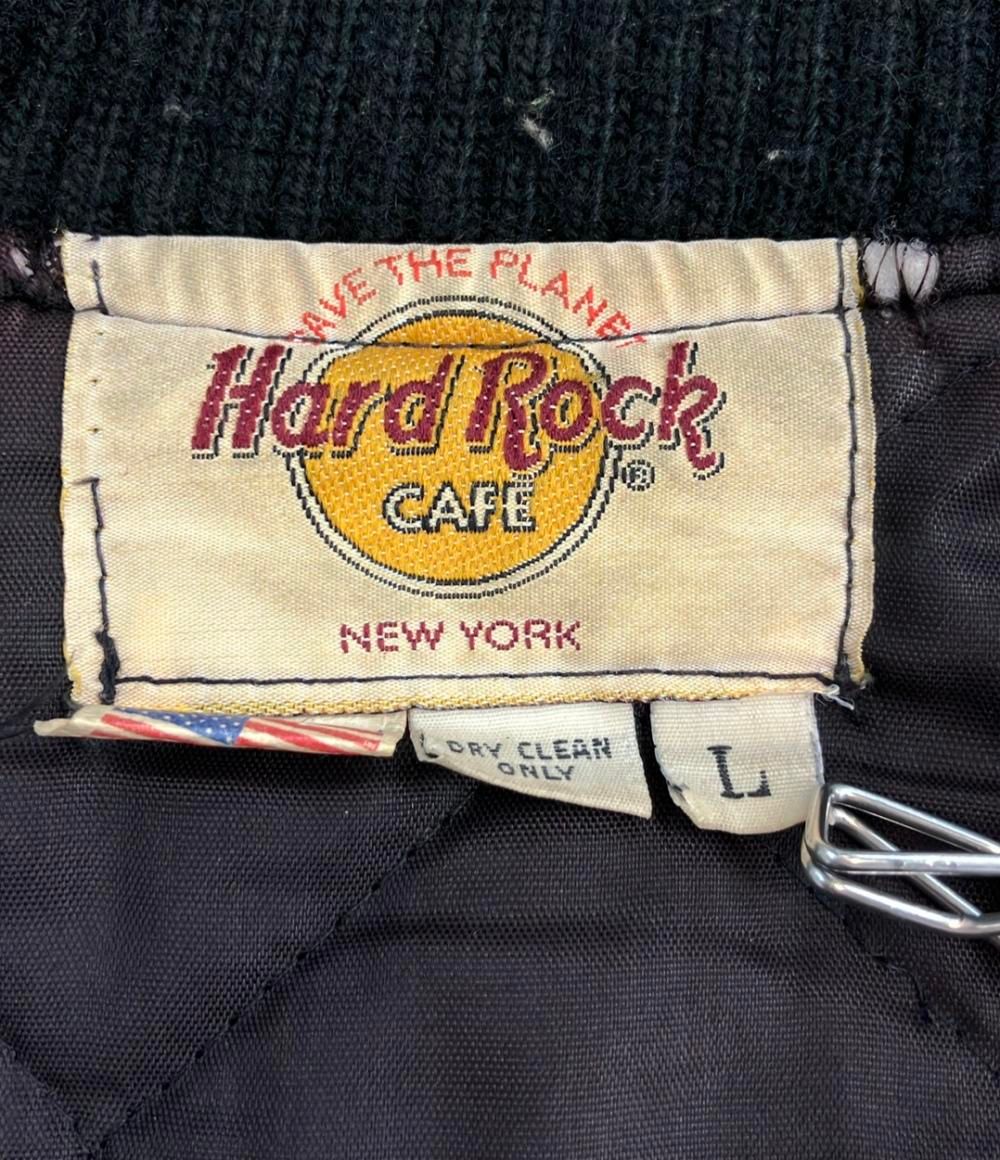 SAVE THE PLANET
Hard Rock
CAFE
®
NEW YORK
DRY CLEAN
ONLY
L